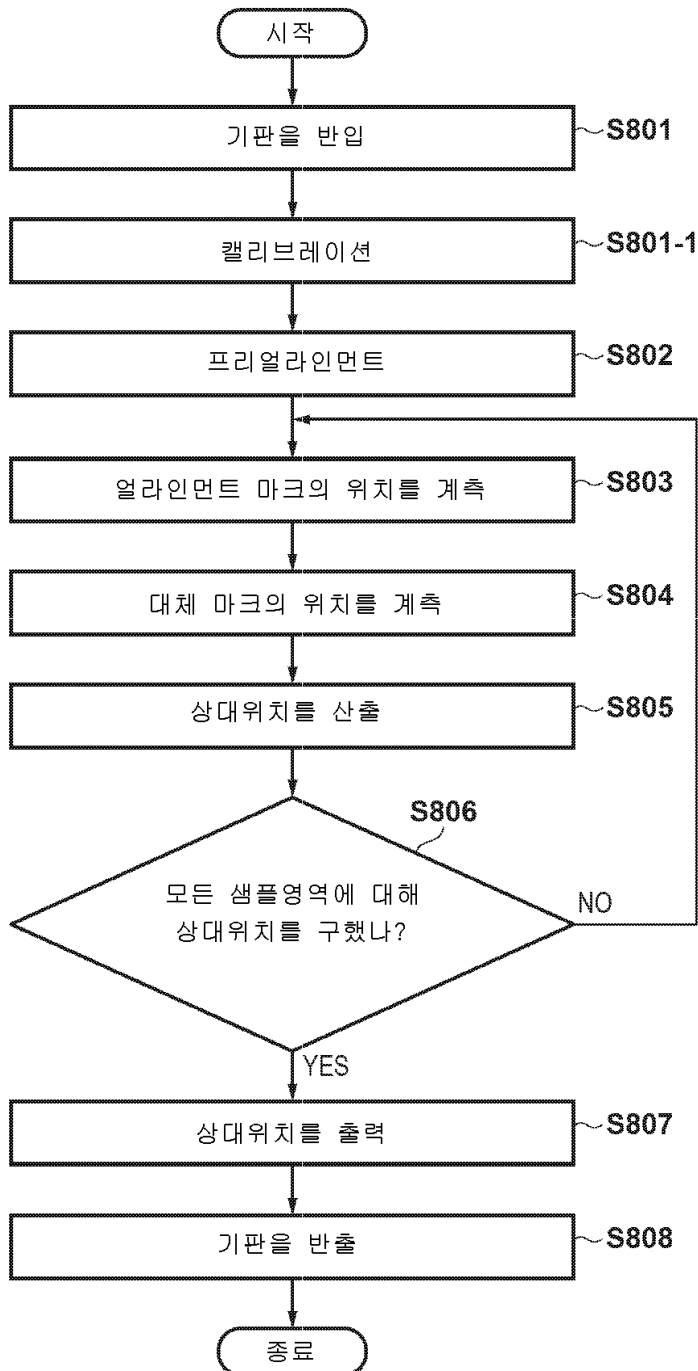 시작
기판을 반입
S801
캘리브레이션
S801-1
프리얼라인먼트
S802
얼라인먼트 마크의 위치를 계측
S803
대체 마크의 위치를 계측
S804
상대위치를 산출
S805
S806
모든 샘플영역에 대해
상대위치를 구했나?
NO
YES
상대위치를 출력
S807
기판을 반출
S808
종료